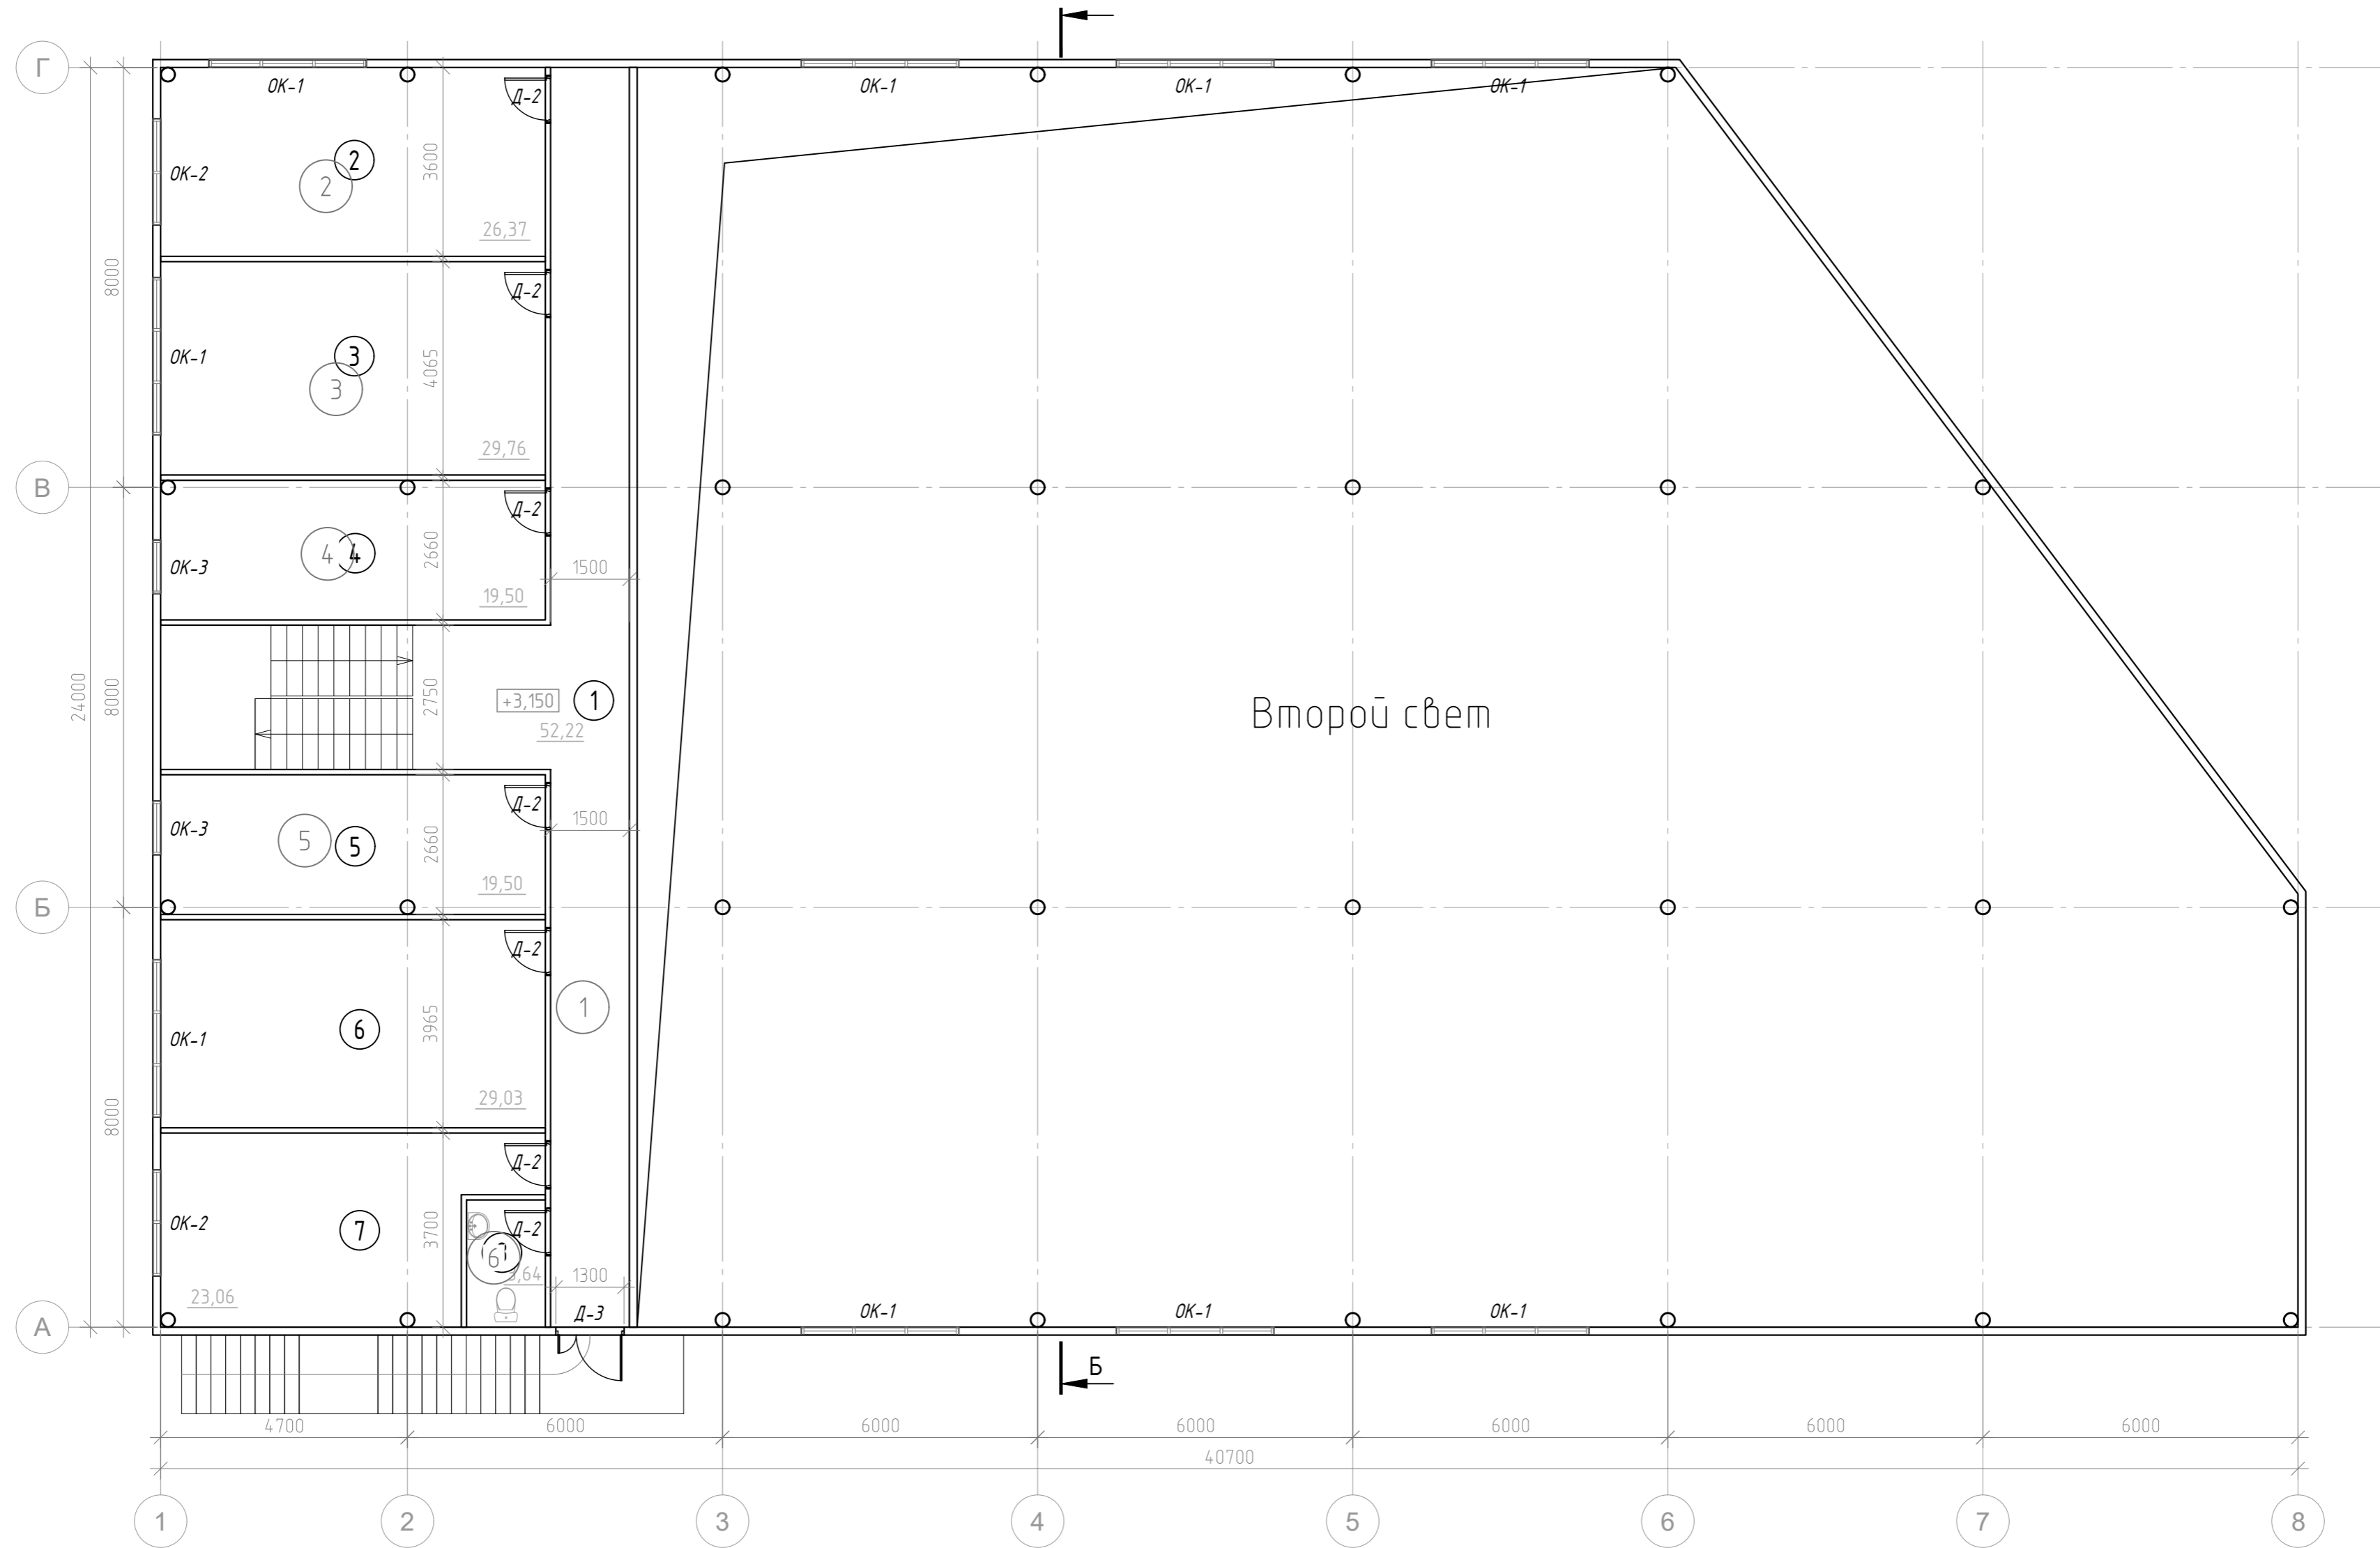 Г
ОК-1
Д-2
ОК-1
ОК-1
ОК-1
2
2
3600
ОК-2
26,37
8000
Д-2
3
3
4065
ОК-1
29,76
В
Д-2
4
4
2660
ОК-3
19,50
1500
24000
8000
2750
+3,150
1
52,22
Второй свет
Д-2
1500
ОК-3
5
5
2660
19,50
Б
Д-2
6
3965
1
ОК-1
29,03
8000
Д-2
7
3700
ОК-2
Д-2
6
23,06
1300
Д-3
ОК-1
ОК-1
ОК-1
А
Б
4700
6000
6000
6000
6000
6000
6000
40700
1
2
3
4
5
6
7
8